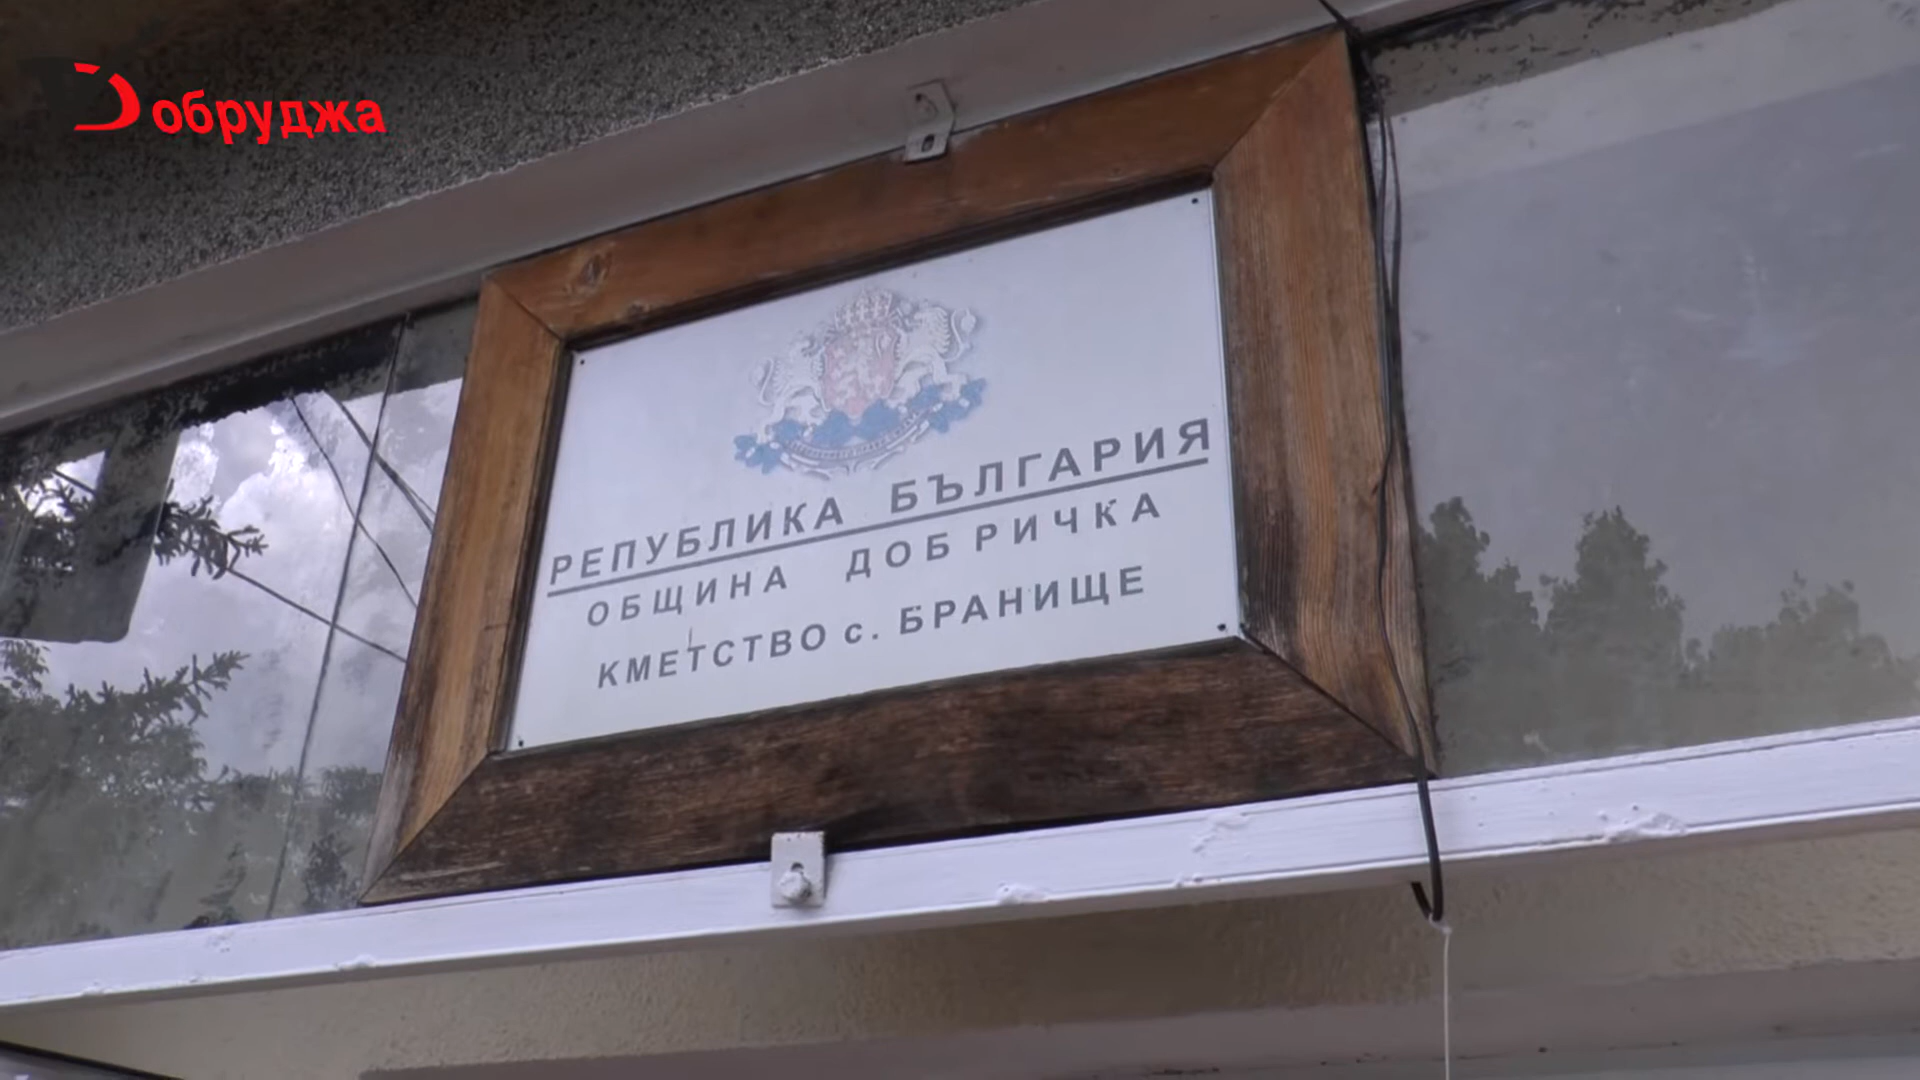 Добруджа
РЕПУБЛИКА БЪЛГАРИЯ
ОБЩИНА ДОБРИЧКА
КМЕТСТВО с. БРАНИЩЕ